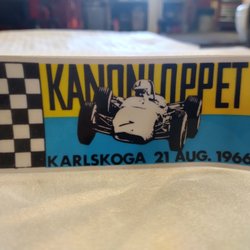 KANONLOPPET
KARLSKOGA 21 AUG. 1966